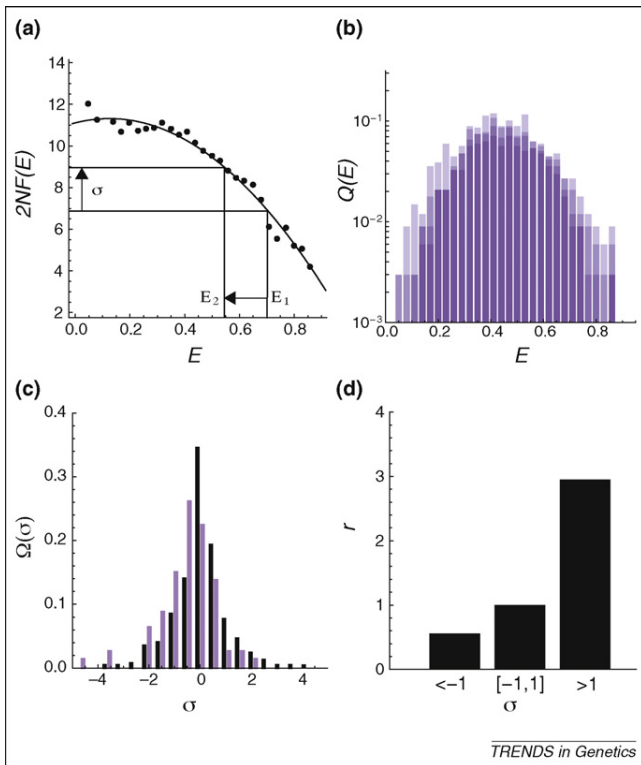 (a)
2NF(E)
14
12
10
8
6
4
2
σ
E₂
E₁
0.0 0.2 0.4 0.6 0.8
E
(b)
Q(E)
10⁻¹
10⁻²
10⁻³
0.0 0.2 0.4 0.6 0.8
E
(c)
Ω(σ)
0.4
0.3
0.2
0.1
0.0
−4 −2 0 2 4
σ
(d)
r
4
3
2
1
0
<−1 [−1,1] >1
σ
TRENDS in Genetics